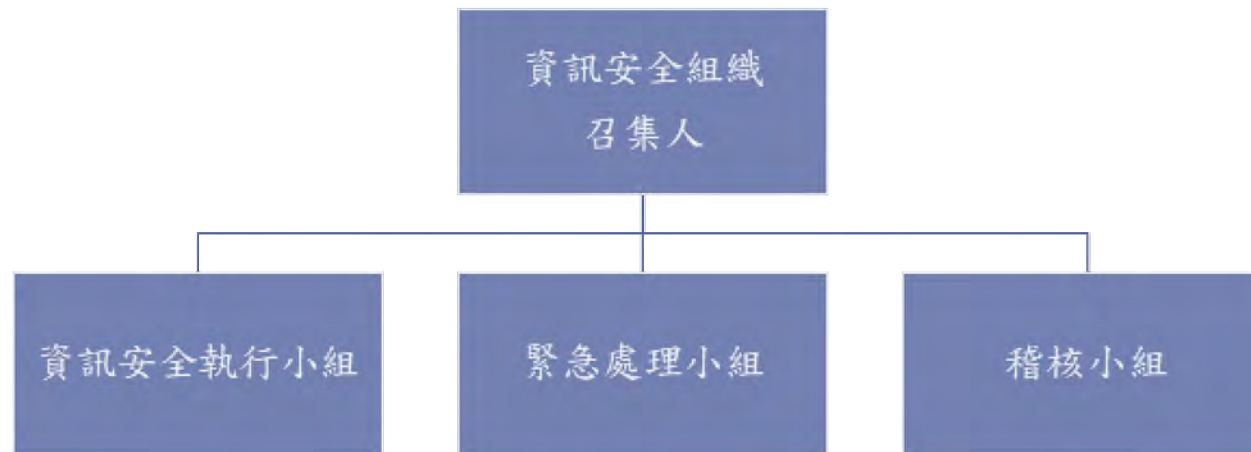 資訊安全組織
召集人
資訊安全執行小組
緊急處理小組
稽核小組